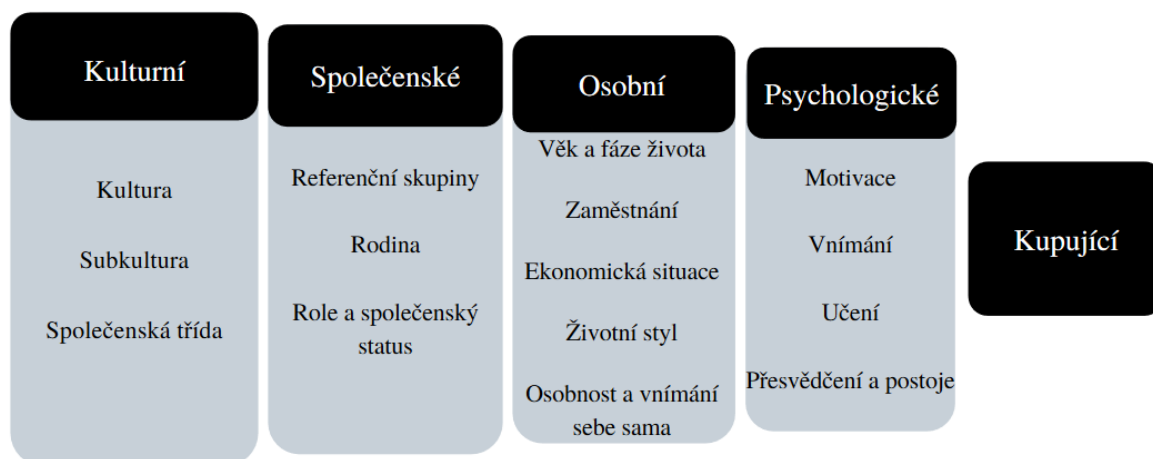 Kulturní
Kultura
Subkultura
Společenská třída
Společenské
Referenční skupiny
Rodina
Role a společenský
status
Osobní
Věk a fáze života
Zaměstnání
Ekonomická situace
Životní styl
Osobnost a vnímání
sebe sama
Psychologické
Motivace
Vnímání
Učení
Přesvědčení a postoje
Kupující